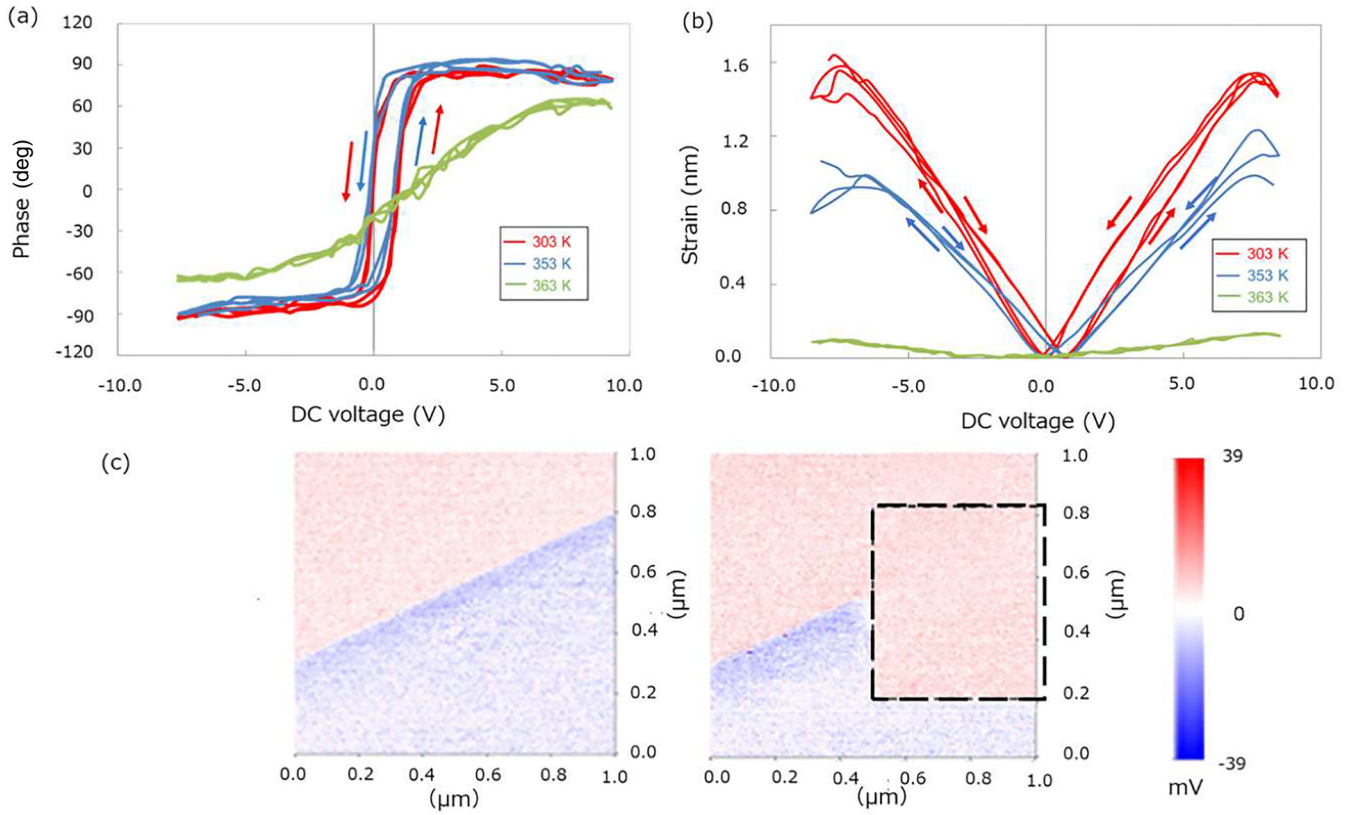 (a)
120
90
60
30
0
-30
-60
-90
-120
Phase (deg)
-10.0 -5.0 0.0 5.0 10.0
DC voltage (V)
303 K
353 K
363 K
(b)
1.6
1.2
0.8
0.4
0.0
Strain (nm)
-10.0 -5.0 0.0 5.0 10.0
DC voltage (V)
303 K
353 K
363 K
(c)
1.0
0.8
0.6
0.4
0.2
0.0
(μm)
0.0 0.2 0.4 0.6 0.8 1.0
(μm)
1.0
0.8
0.6
0.4
0.2
0.0
(μm)
0.0 0.2 0.4 0.6 0.8 1.0
(μm)
39
0
-39
mV